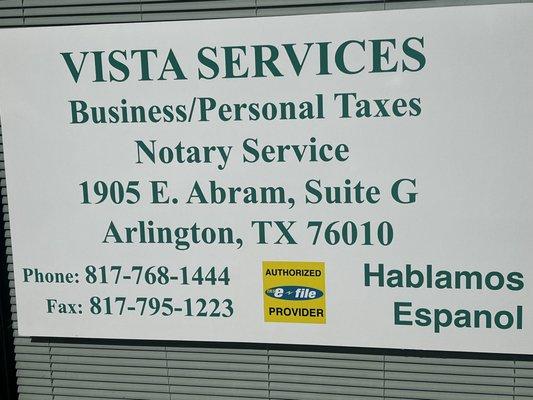 VISTA SERVICES
Business/Personal Taxes
Notary Service
1905 E. Abram, Suite G
Arlington, TX 76010
Phone: 817-768-1444
Fax: 817-795-1223
AUTHORIZED
IRS e file
PROVIDER
Hablamos
Espanol